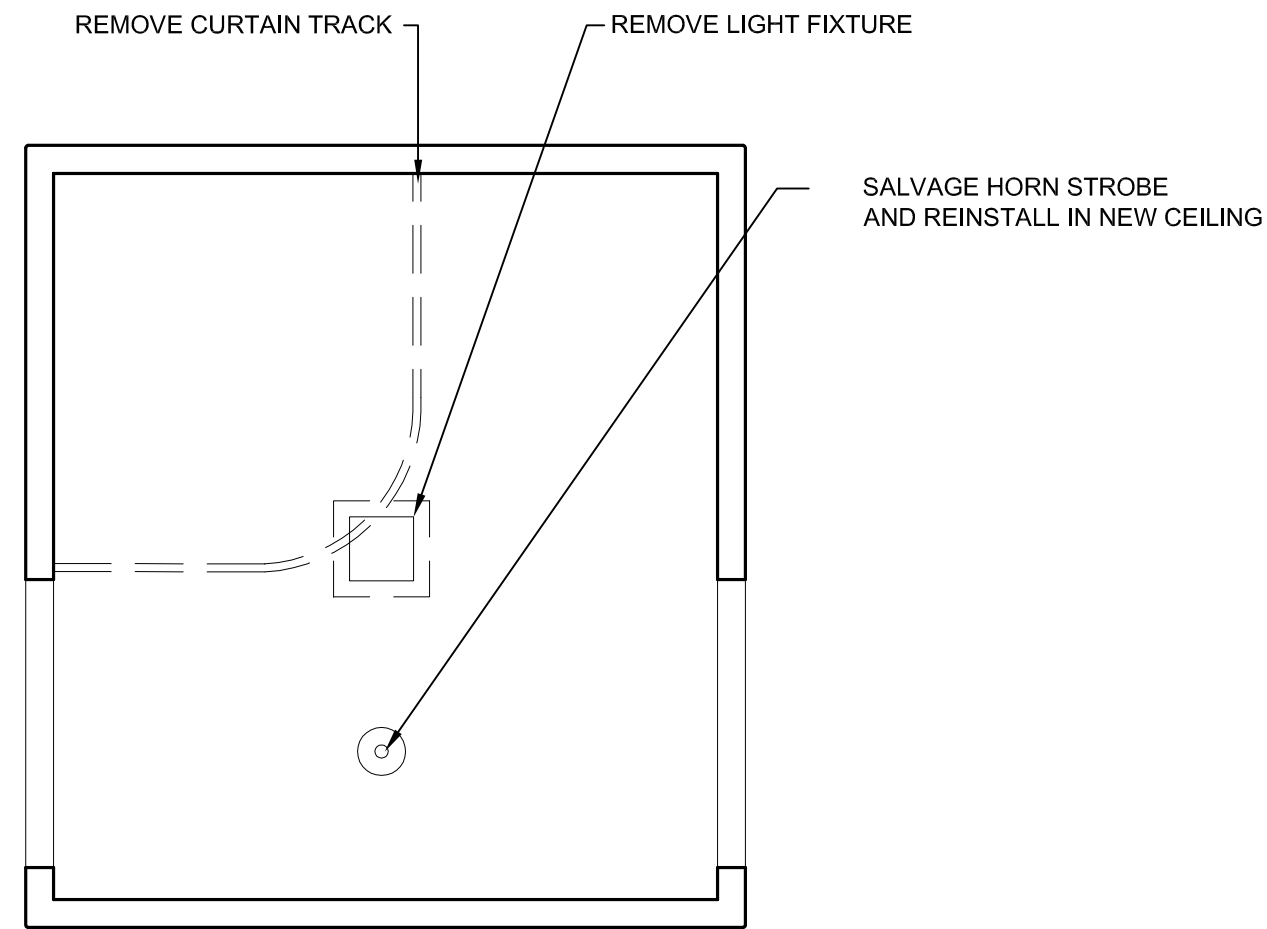 REMOVE CURTAIN TRACK
REMOVE LIGHT FIXTURE
SALVAGE HORN STROBE
AND REINSTALL IN NEW CEILING